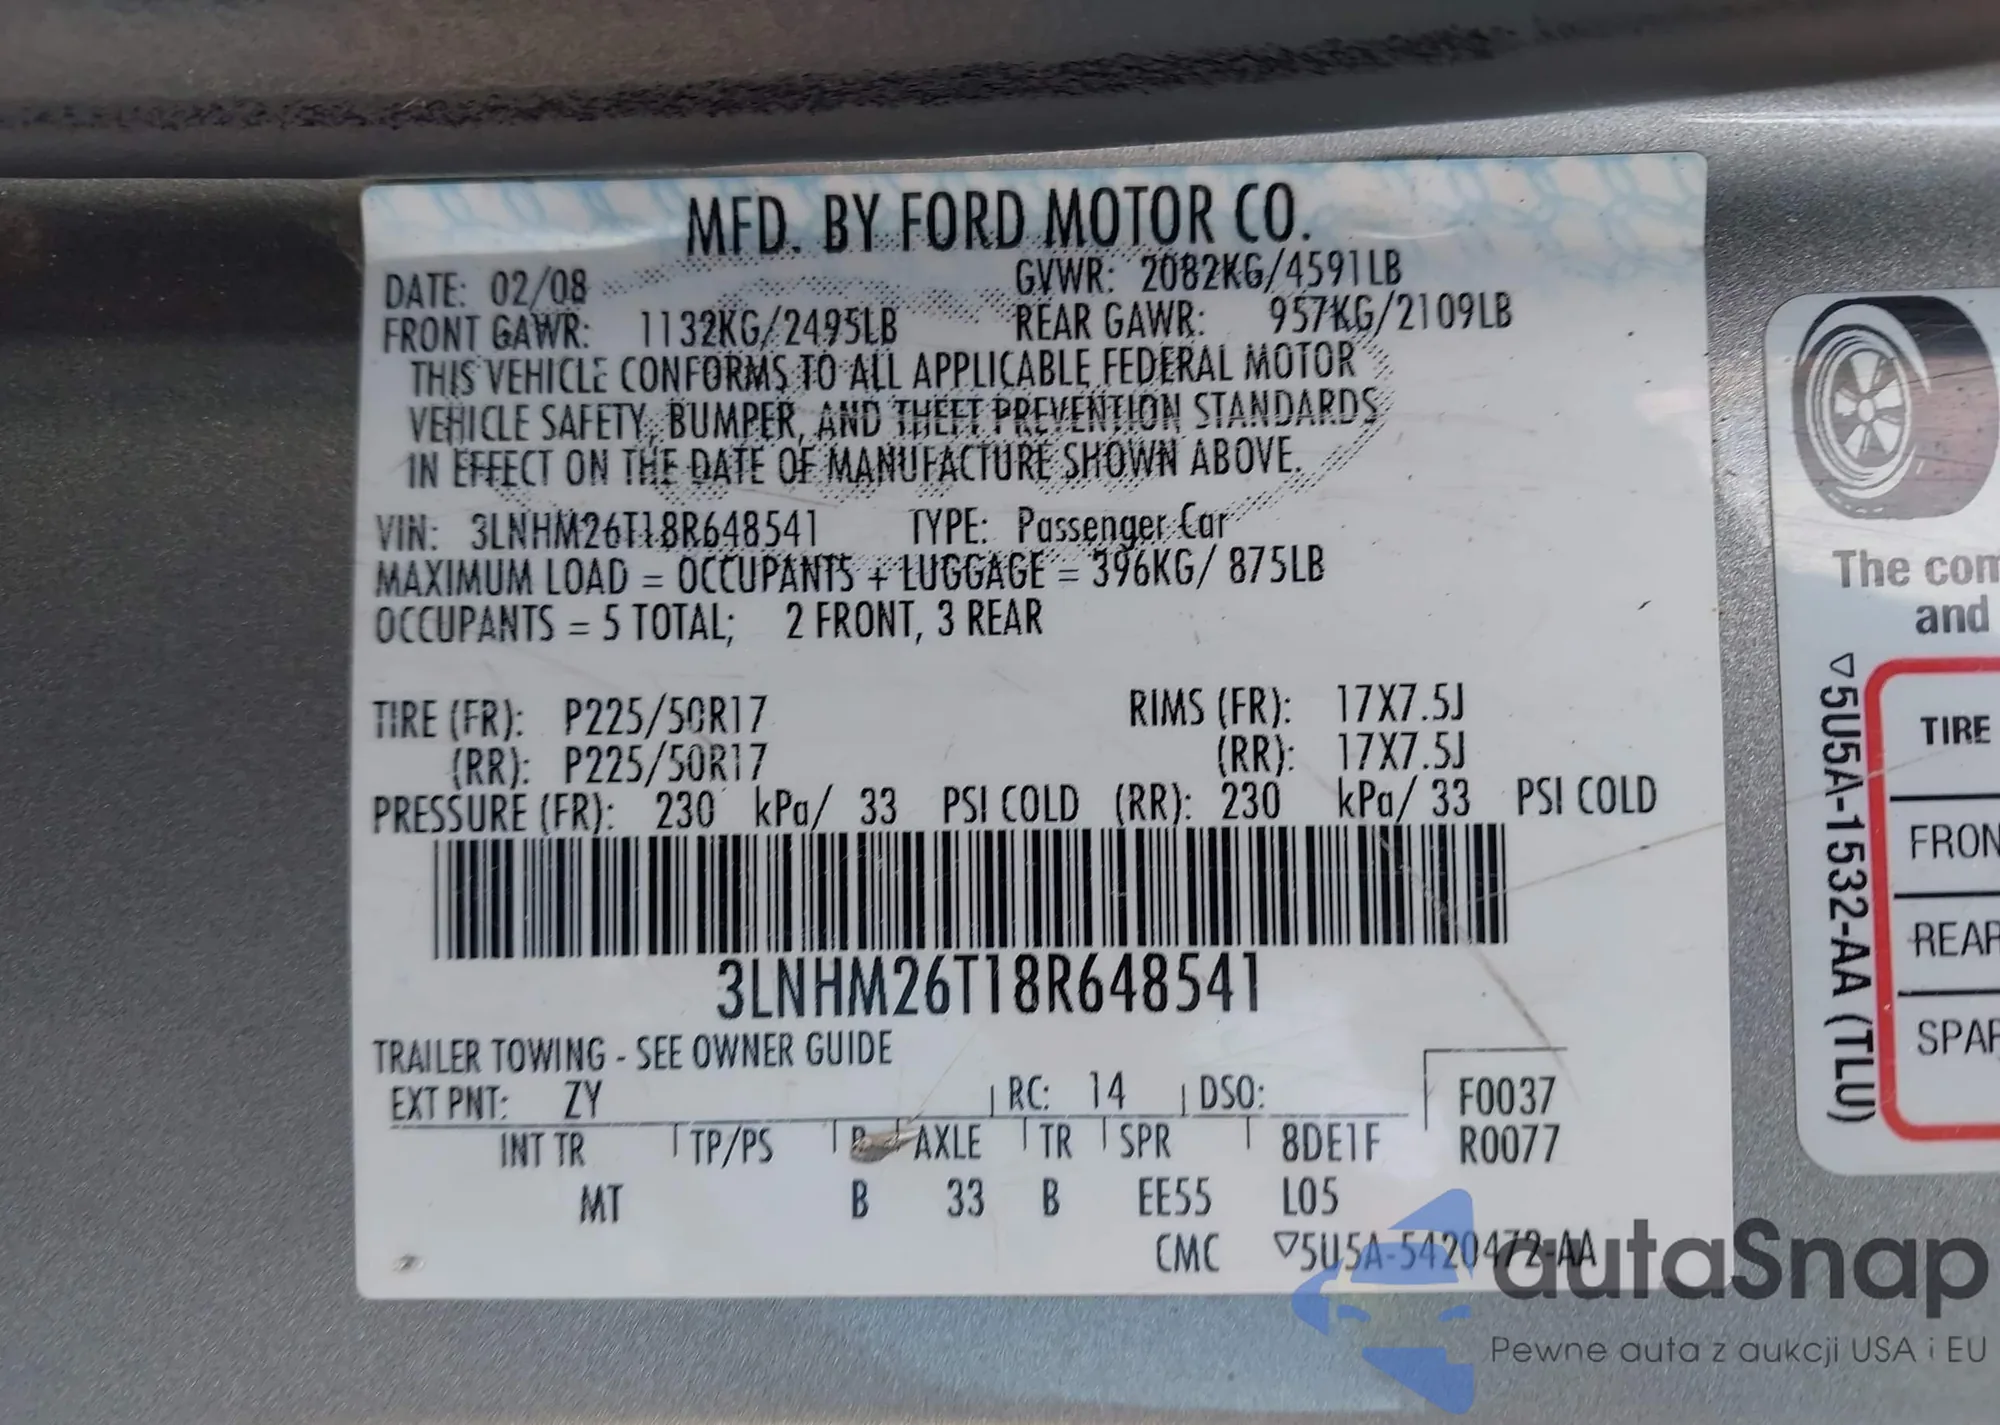 MFD. BY FORD MOTOR CO.
DATE: 02/08 GVWR: 2082KG/4591LB
FRONT GAWR: 1132KG/2495LB REAR GAWR: 957KG/2109LB
THIS VEHICLE CONFORMS TO ALL APPLICABLE FEDERAL MOTOR
VEHICLE SAFETY, BUMPER, AND THEFT PREVENTION STANDARDS
IN EFFECT ON THE DATE OF MANUFACTURE SHOWN ABOVE.
VIN: 3LNHM26T18R648541 TYPE: Passenger Car
MAXIMUM LOAD = OCCUPANTS + LUGGAGE = 396KG/ 875LB
OCCUPANTS = 5 TOTAL; 2 FRONT, 3 REAR
TIRE (FR): P225/50R17 RIMS (FR): 17X7.5J
(RR): P225/50R17 (RR): 17X7.5J
PRESSURE (FR): 230 kPa/ 33 PSI COLD (RR): 230 kPa/ 33 PSI COLD
3LNHM26T18R648541
TRAILER TOWING - SEE OWNER GUIDE
EXT PNT: ZY RC: 14 DSO: F0037
INT TR TP/PS AXLE TR SPR 8DE1F R0077
MT B 33 B EE55 L05
CMC ▽5U5A-5420472-AA
The com
and
▽5U5A-1532-AA (TLU)
TIRE
FRON
REAR
SPAR
autaSnap
Pewne auta z aukcji USA i EU